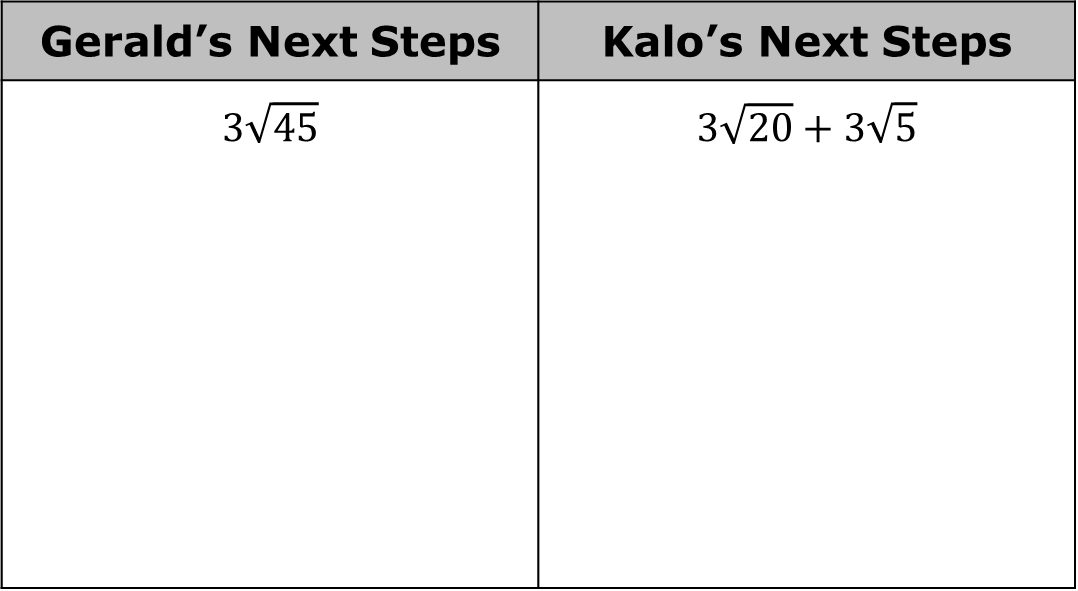 Gerald’s Next Steps
Kalo’s Next Steps
3√45
3√20 + 3√5